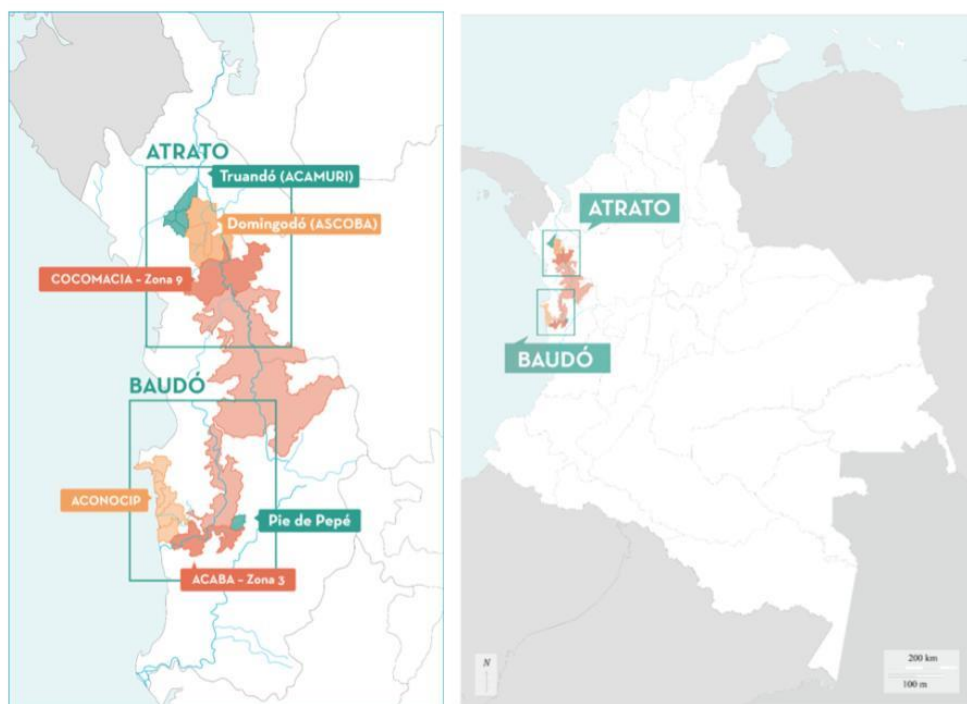 ATRATO
Truandó (ACAMURI)
Domingodó (ASCOBA)
COCOMACIA – Zona 9
BAUDÓ
ACONOCIP
Pie de Pepé
ACABA – Zona 3
ATRATO
BAUDÓ
N
200 km
100 m